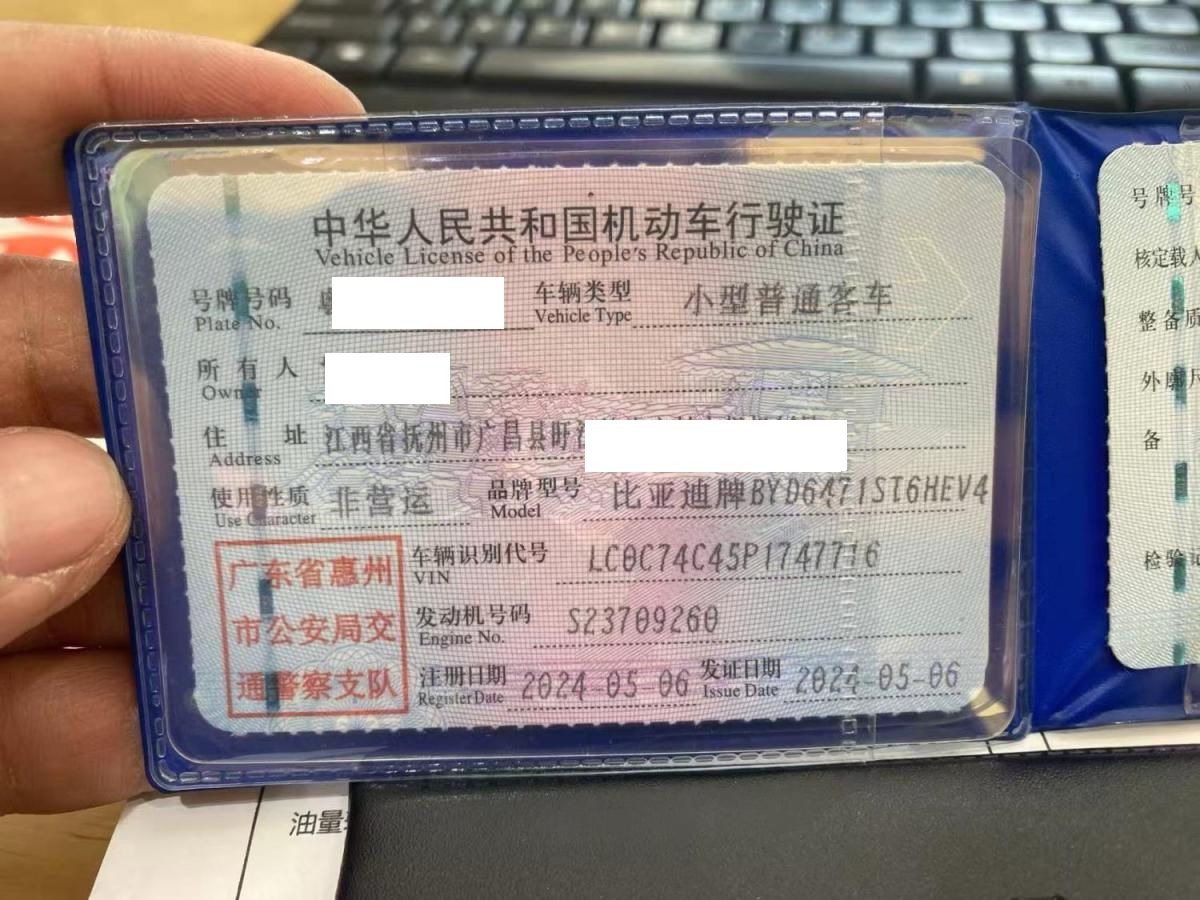 中华人民共和国机动车行驶证
Vehicle License of the People's Republic of China
号牌号码 车辆类型 小型普通客车
Plate No. Vehicle Type
所有人
Owner
住址 江西省抚州市广昌县盱
Address
使用性质 非营运 品牌型号 比亚迪牌BYD6471ST6HEV4
Use Character Model
广东省惠州
市公安局交
通警察支队
车辆识别代号 LC0C74C45P1747716
VIN
发动机号码 S23709260
Engine No.
注册日期 2024-05-06 发证日期 2024-05-06
Register Date Issue Date
号牌号
核定载人
整备质
外廓尺
备
检验记
油量